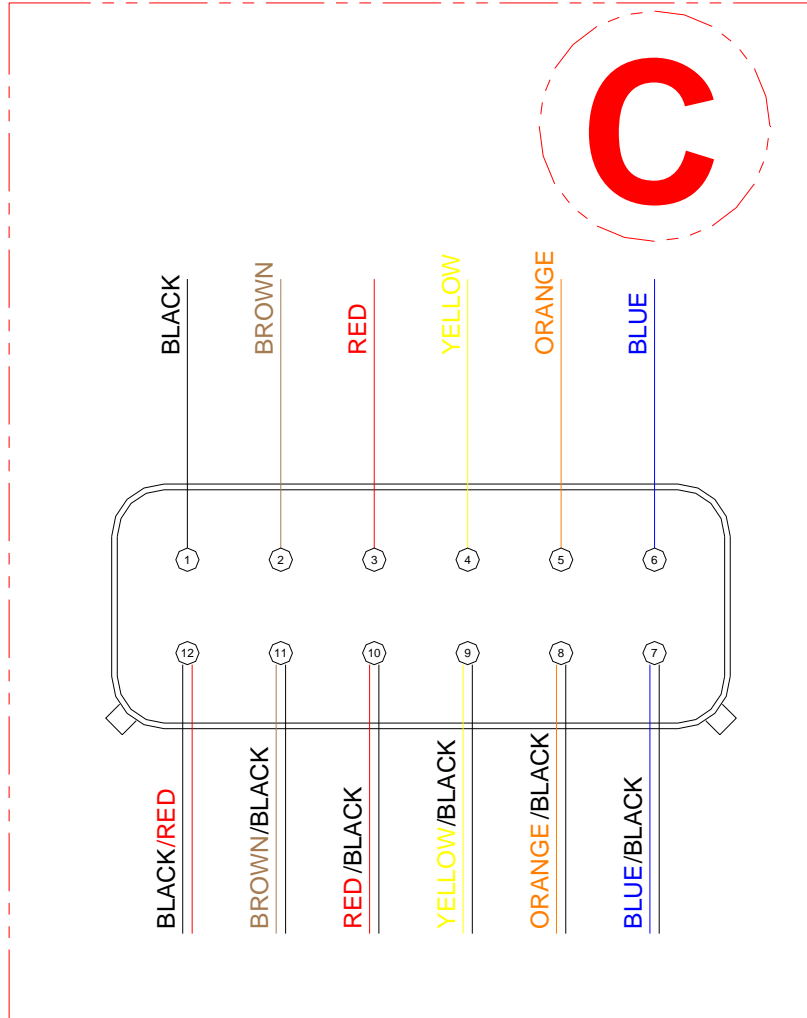 C
BLACK
BROWN
RED
YELLOW
ORANGE
BLUE
1
2
3
4
5
6
12
11
10
9
8
7
BLACK/RED
BROWN/BLACK
RED/BLACK
YELLOW/BLACK
ORANGE/BLACK
BLUE/BLACK